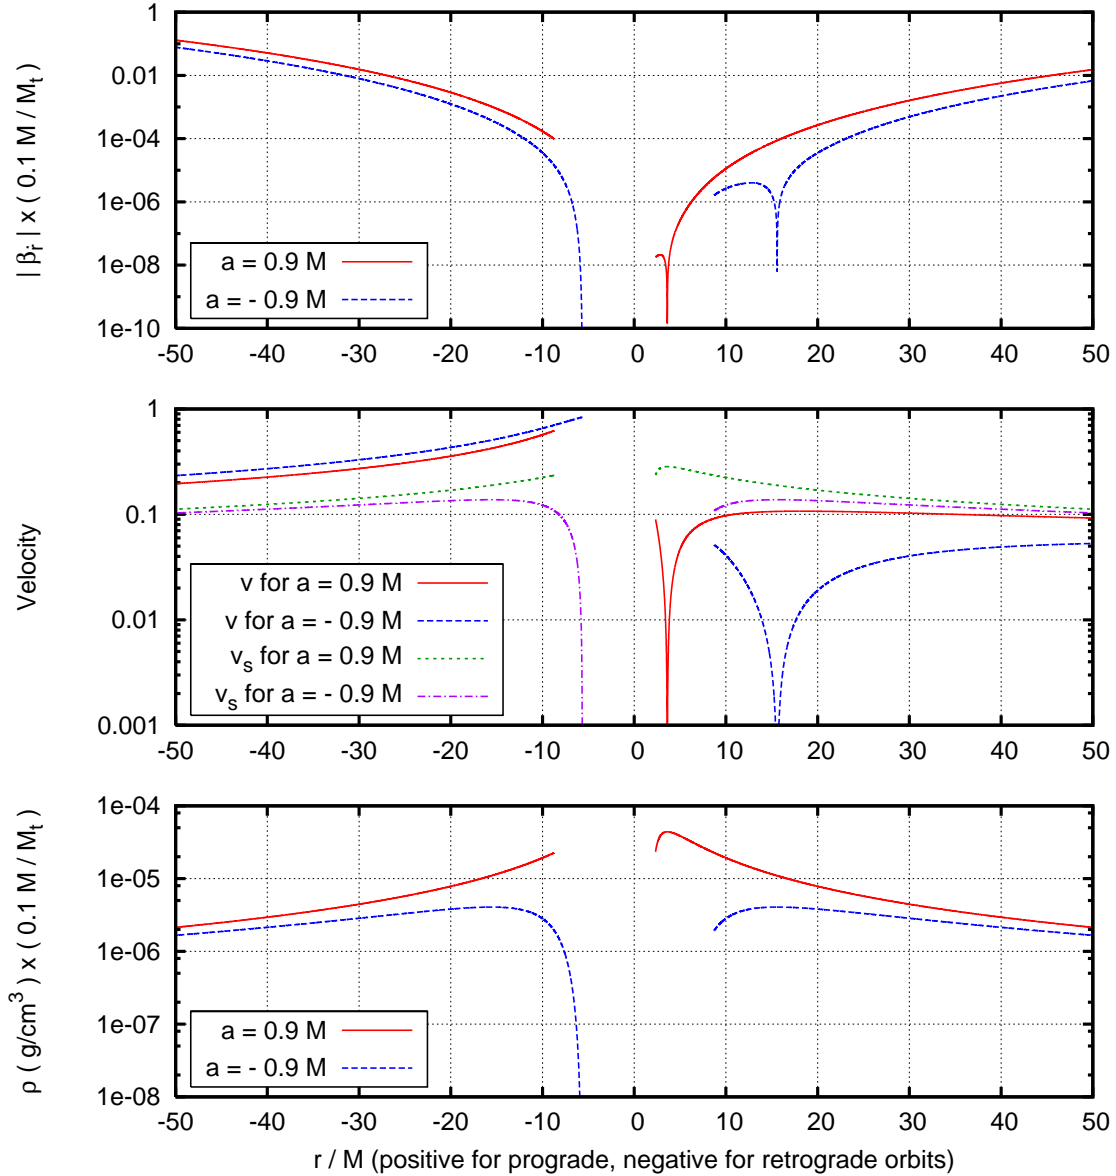 | β_ṙ | x ( 0.1 M / M_t )
1
0.01
1e-04
1e-06
1e-08
1e-10
a = 0.9 M
a = - 0.9 M
-50 -40 -30 -20 -10 0 10 20 30 40 50
Velocity
1
0.1
0.01
0.001
v for a = 0.9 M
v for a = - 0.9 M
v_s for a = 0.9 M
v_s for a = - 0.9 M
-50 -40 -30 -20 -10 0 10 20 30 40 50
ρ ( g/cm^3 ) x ( 0.1 M / M_t )
1e-04
1e-05
1e-06
1e-07
1e-08
a = 0.9 M
a = - 0.9 M
-50 -40 -30 -20 -10 0 10 20 30 40 50
r / M (positive for prograde, negative for retrograde orbits)